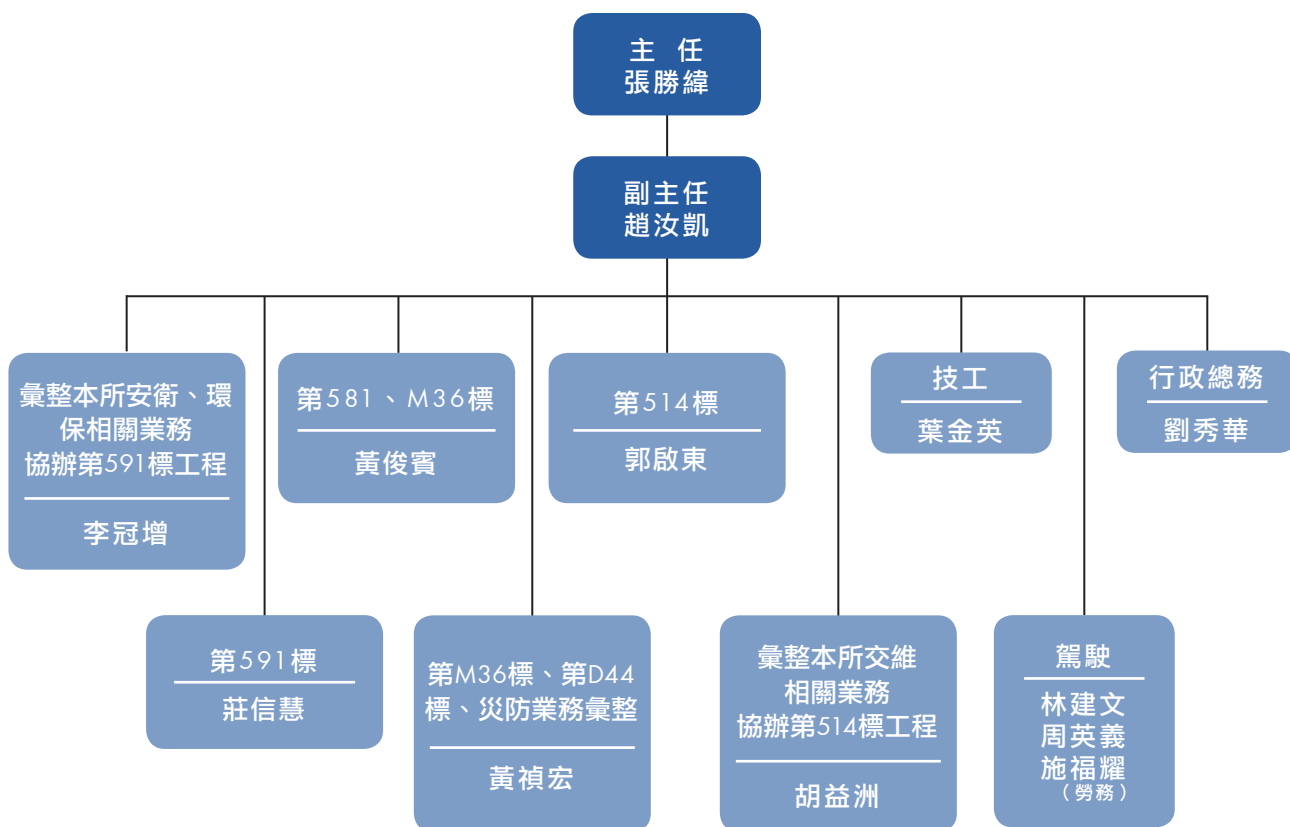 主 任
張勝緯
副主任
趙汝凱
彙整本所安衛、環
保相關業務
協辦第591標工程
李冠增
第581、M36標
黃俊賓
第514標
郭啟東
技工
葉金英
行政總務
劉秀華
第591標
莊信慧
第M36標、第D44
標、災防業務彙整
黃禎宏
彙整本所交維
相關業務
協辦第514標工程
胡益洲
駕駛
林建文
周英義
施福耀
（勞務）